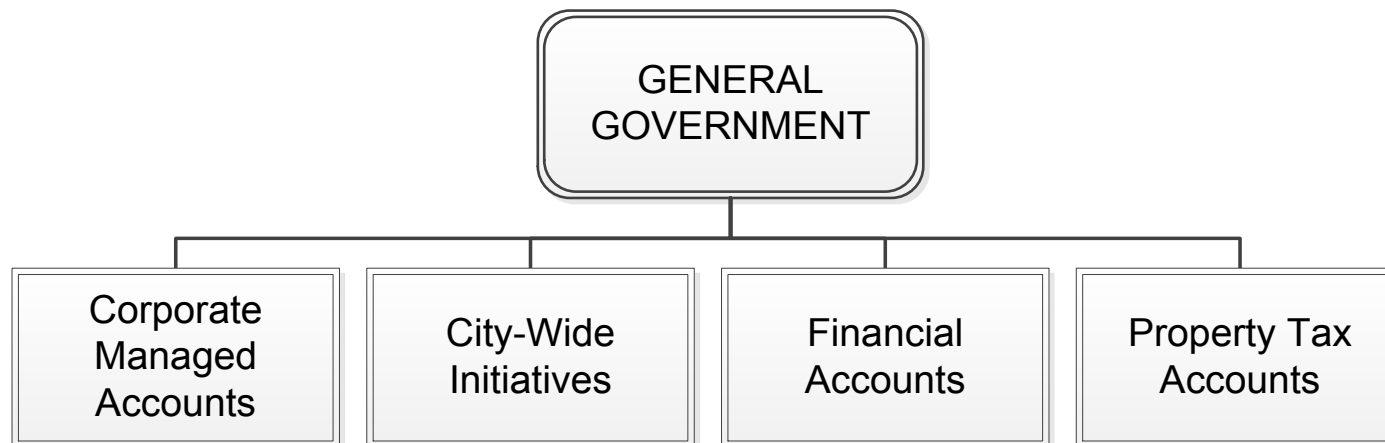 GENERAL
GOVERNMENT
Corporate
Managed
Accounts
City-Wide
Initiatives
Financial
Accounts
Property Tax
Accounts